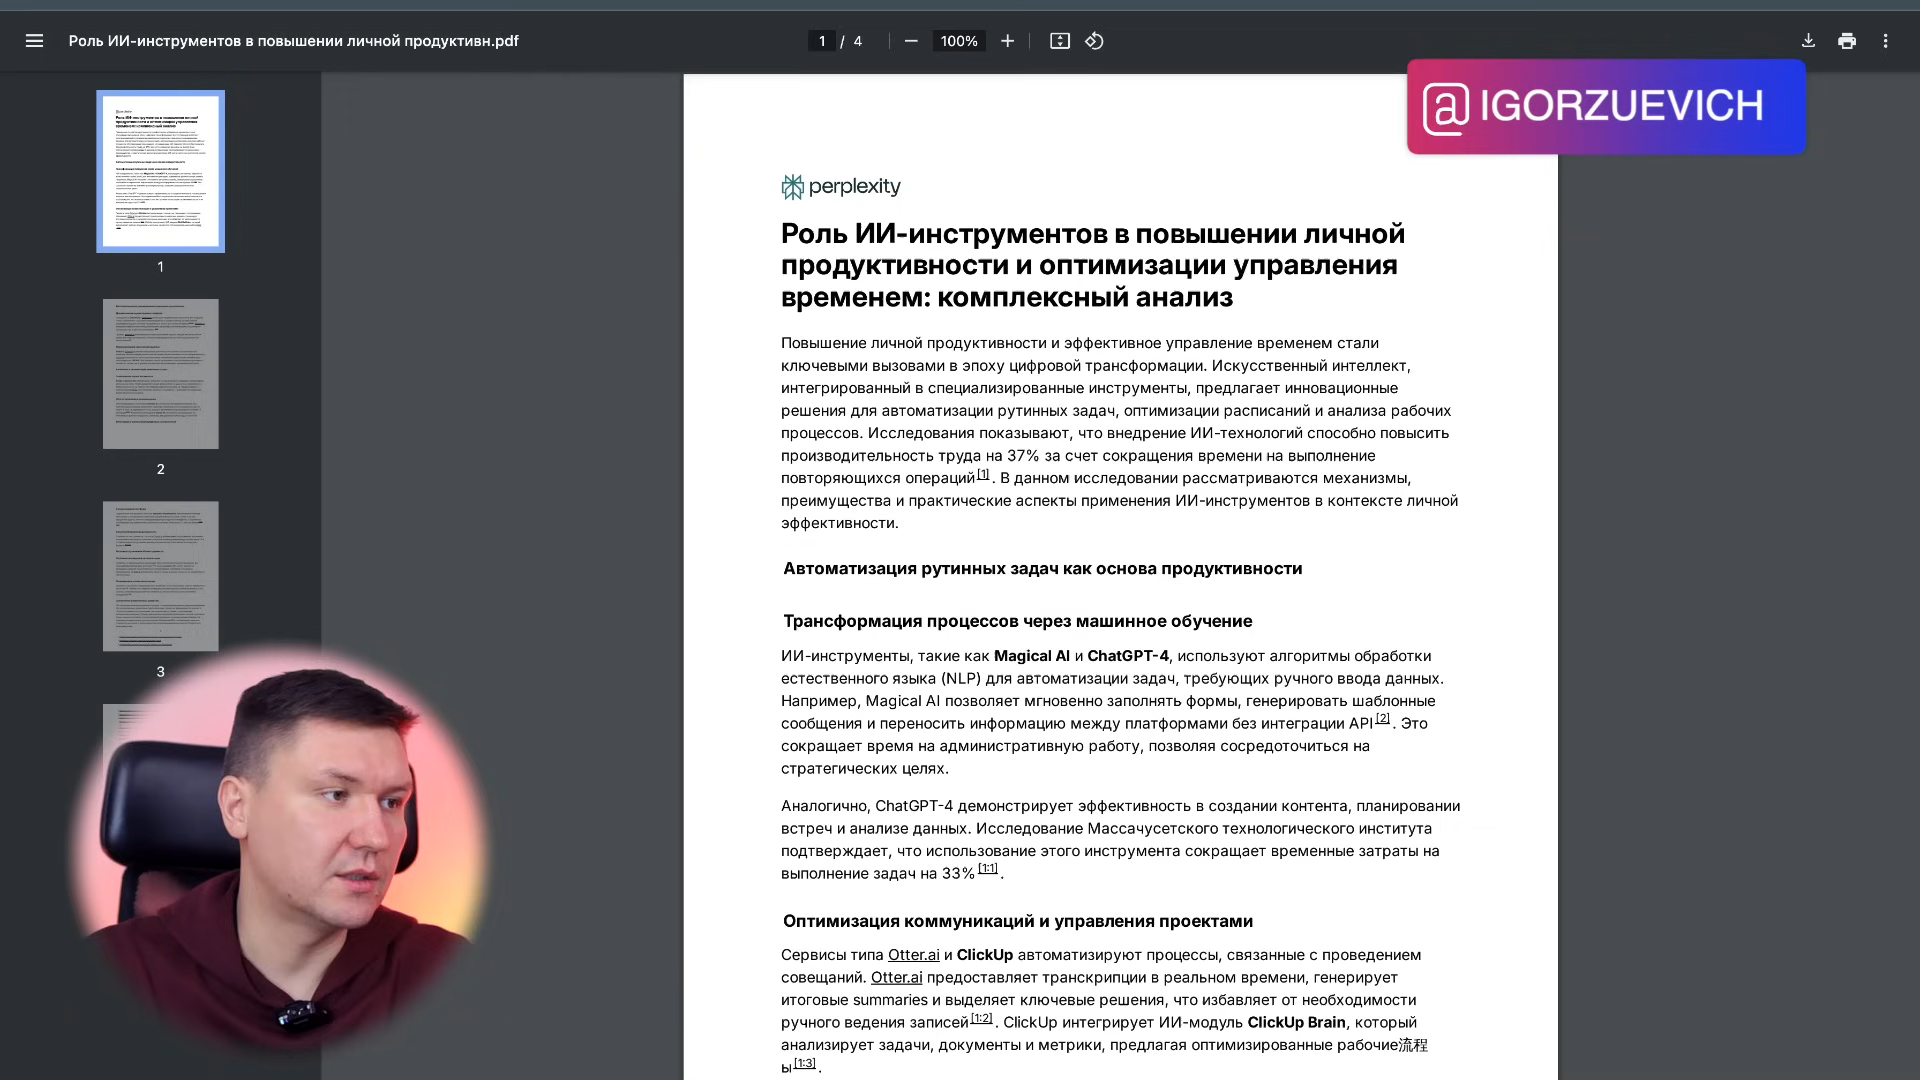 Роль ИИ-инструментов в повышении личной продуктивн.pdf
1 / 4
100%
@IGORZUEVICH
1
2
3
perplexity
Роль ИИ-инструментов в повышении личной
продуктивности и оптимизации управления
временем: комплексный анализ
Повышение личной продуктивности и эффективное управление временем стали
ключевыми вызовами в эпоху цифровой трансформации. Искусственный интеллект,
интегрированный в специализированные инструменты, предлагает инновационные
решения для автоматизации рутинных задач, оптимизации расписаний и анализа рабочих
процессов. Исследования показывают, что внедрение ИИ-технологий способно повысить
производительность труда на 37% за счет сокращения времени на выполнение
повторяющихся операций[1]. В данном исследовании рассматриваются механизмы,
преимущества и практические аспекты применения ИИ-инструментов в контексте личной
эффективности.
Автоматизация рутинных задач как основа продуктивности
Трансформация процессов через машинное обучение
ИИ-инструменты, такие как Magical AI и ChatGPT-4, используют алгоритмы обработки
естественного языка (NLP) для автоматизации задач, требующих ручного ввода данных.
Например, Magical AI позволяет мгновенно заполнять формы, генерировать шаблонные
сообщения и переносить информацию между платформами без интеграции API[2]. Это
сокращает время на административную работу, позволяя сосредоточиться на
стратегических целях.
Аналогично, ChatGPT-4 демонстрирует эффективность в создании контента, планировании
встреч и анализе данных. Исследование Массачусетского технологического института
подтверждает, что использование этого инструмента сокращает временные затраты на
выполнение задач на 33%[1:1].
Оптимизация коммуникаций и управления проектами
Сервисы типа Otter.ai и ClickUp автоматизируют процессы, связанные с проведением
совещаний. Otter.ai предоставляет транскрипции в реальном времени, генерирует
итоговые summaries и выделяет ключевые решения, что избавляет от необходимости
ручного ведения записей[1:2]. ClickUp интегрирует ИИ-модуль ClickUp Brain, который
анализирует задачи, документы и метрики, предлагая оптимизированные рабочие流程
ы[1:3].